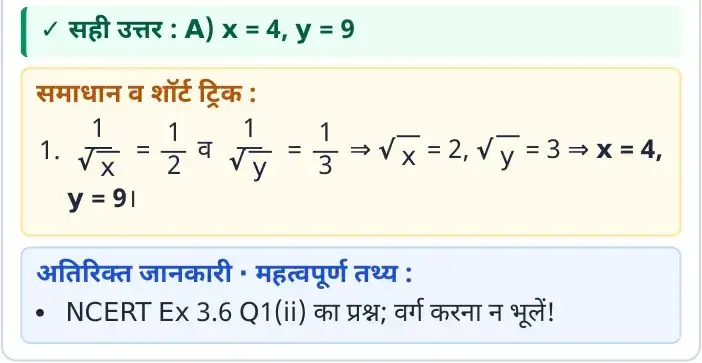 ✓ सही उत्तर : A) x = 4, y = 9
समाधान व शॉर्ट ट्रिक :
1. 1/√x = 1/2 व 1/√y = 1/3 ⇒ √x = 2, √y = 3 ⇒ x = 4,
y = 9।
अतिरिक्त जानकारी · महत्वपूर्ण तथ्य :
• NCERT Ex 3.6 Q1(ii) का प्रश्न; वर्ग करना न भूलें!